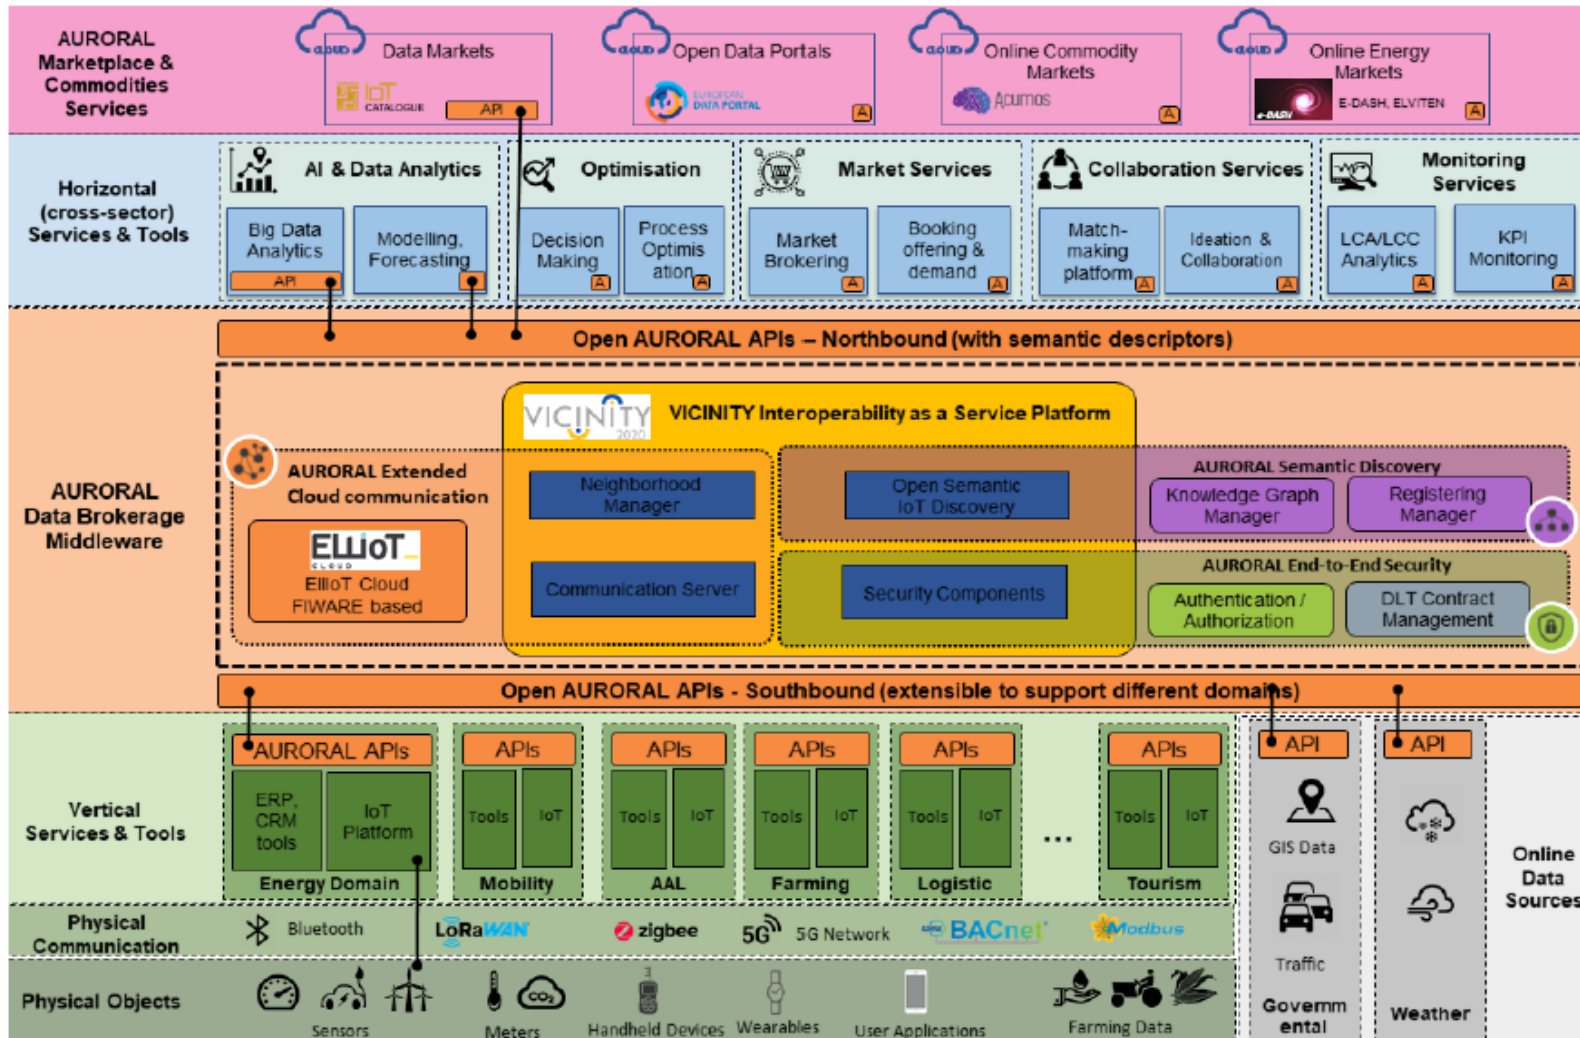 AURORAL
Marketplace &
Commodities
Services
CLOUD
Data Markets
IoT
CATALOGUE
API
CLOUD
Open Data Portals
EUROPEAN
DATA PORTAL
A
CLOUD
Online Commodity
Markets
Acumos
A
CLOUD
Online Energy
Markets
e-DASH
E-DASH, ELVITEN
A
Horizontal
(cross-sector)
Services & Tools
AI & Data Analytics
Big Data
Analytics
API
Modelling,
Forecasting
Optimisation
Decision
Making
A
Process
Optimis
ation
A
Market Services
Market
Brokering
A
Booking
offering &
demand
A
Collaboration Services
Match-
making
platform
A
Ideation &
Collaboration
A
Monitoring
Services
LCA/LCC
Analytics
A
KPI
Monitoring
A
AURORAL
Data Brokerage
Middleware
Open AURORAL APIs – Northbound (with semantic descriptors)
VICINITY
2020
VICINITY Interoperability as a Service Platform
AURORAL Extended
Cloud communication
ELLIOT_
CLOUD
EllIoT Cloud
FIWARE based
Neighborhood
Manager
Communication Server
Open Semantic
IoT Discovery
Security Components
AURORAL Semantic Discovery
Knowledge Graph
Manager
Registering
Manager
AURORAL End-to-End Security
Authentication /
Authorization
DLT Contract
Management
Open AURORAL APIs - Southbound (extensible to support different domains)
Vertical
Services & Tools
AURORAL APIs
ERP,
CRM
tools
IoT
Platform
Energy Domain
APIs
Tools
IoT
Mobility
APIs
Tools
IoT
AAL
APIs
Tools
IoT
Farming
APIs
Tools
IoT
Logistic
...
APIs
Tools
IoT
Tourism
API
GIS Data
Traffic
Governm
ental
API
Weather
Online
Data
Sources
Physical
Communication
Bluetooth
LoRaWAN
zigbee
5G
5G Network
BACnet
Modbus
Physical Objects
Sensors
CO2
Meters
Handheld Devices
Wearables
User Applications
Farming Data